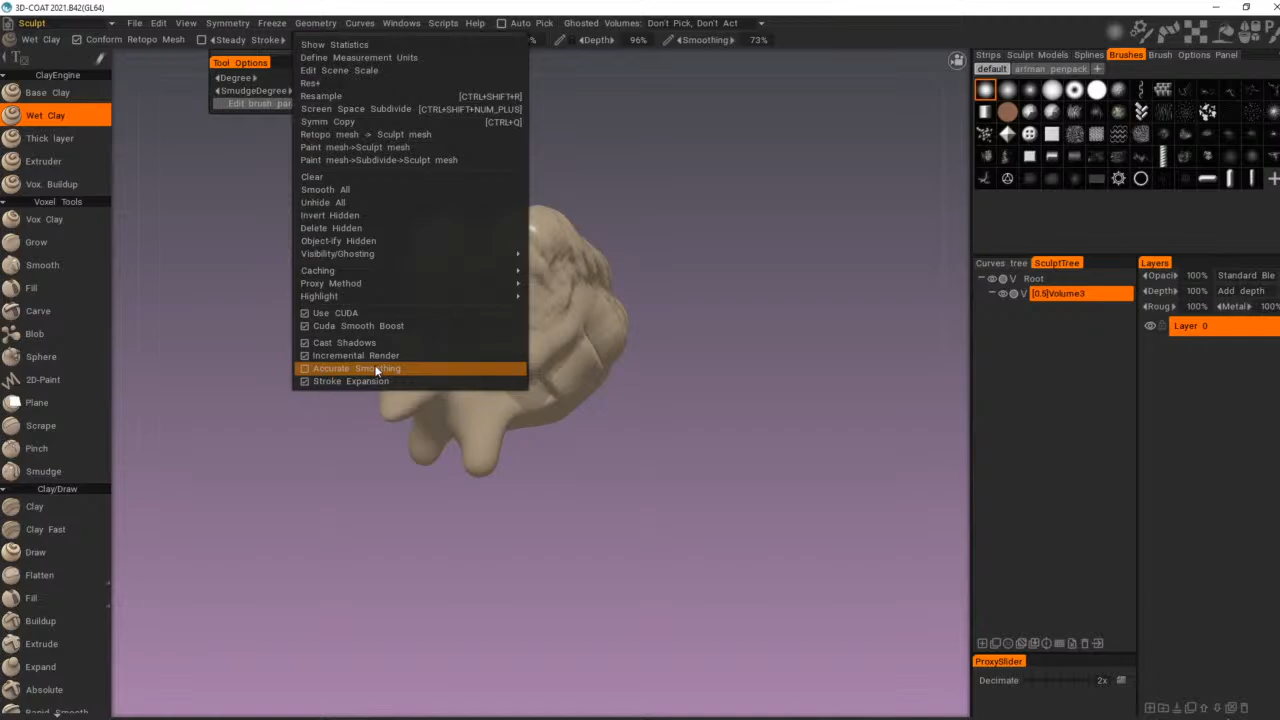 3D-COAT 2021.B42(GL64)
Sculpt File Edit View Symmetry Freeze Geometry Curves Windows Scripts Help Auto Pick Ghosted Volumes: Don't Pick, Don't Act
Wet Clay Conform Retopo Mesh Steady Stroke % Depth 96% Smoothing 73%
ClayEngine
Base Clay
Wet Clay
Thick layer
Extruder
Vox. Buildup
Voxel Tools
Vox Clay
Grow
Smooth
Fill
Carve
Blob
Sphere
2D-Paint
Plane
Scrape
Pinch
Smudge
Clay/Draw
Clay
Clay Fast
Draw
Flatten
Fill
Buildup
Extrude
Expand
Absolute
Rapid Smooth
Tool Options
Degree
SmudgeDegree
Edit brush par
Show Statistics
Define Measurement Units
Edit Scene Scale
Res+
Resample [CTRL+SHIFT+R]
Screen Space Subdivide [CTRL+SHIFT+NUM_PLUS]
Symm Copy [CTRL+Q]
Retopo mesh -> Sculpt mesh
Paint mesh->Sculpt mesh
Paint mesh->Subdivide->Sculpt mesh
Clear
Smooth All
Unhide All
Invert Hidden
Delete Hidden
Object-ify Hidden
Visibility/Ghosting
Caching
Proxy Method
Highlight
Use CUDA
Cuda Smooth Boost
Cast Shadows
Incremental Render
Accurate Smoothing
Stroke Expansion
Strips Sculpt Models Splines Brushes Brush Options Panel
default artman penpack +
Curves tree SculptTree
Root
V [0.5]Volume3
Layers
Opaci 100% Standard Ble
Depth 100% Add depth
Roug 100% Metal 100%
Layer 0
ProxySlider
Decimate 2x